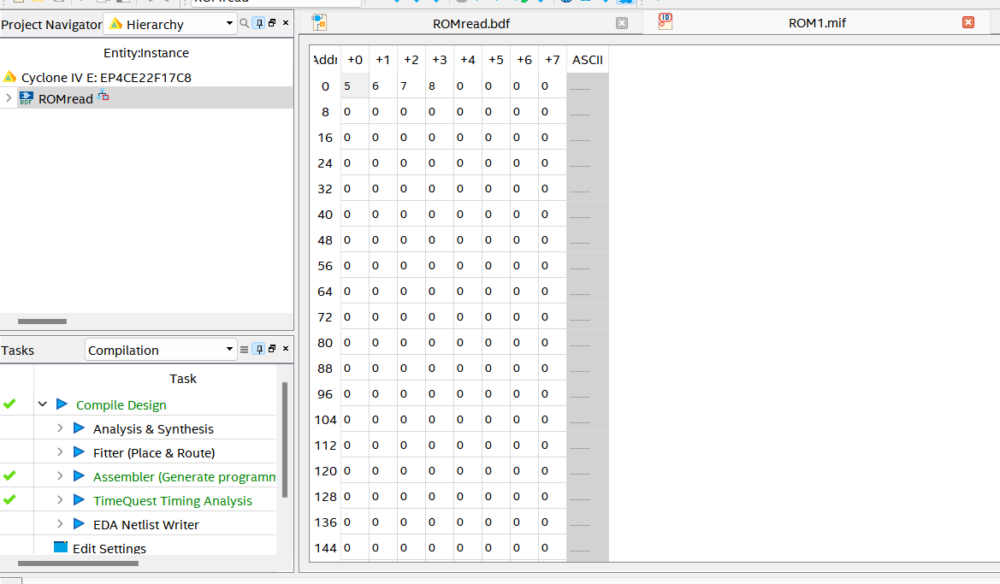 ROMread
Project Navigator Hierarchy
Entity:Instance
Cyclone IV E: EP4CE22F17C8
BDF ROMread
Tasks Compilation
Task
Compile Design
Analysis & Synthesis
Fitter (Place & Route)
Assembler (Generate programm
TimeQuest Timing Analysis
EDA Netlist Writer
Edit Settings
ROMread.bdf ROM1.mif
Addr +0 +1 +2 +3 +4 +5 +6 +7 ASCII
0 5 6 7 8 0 0 0 0 ........
8 0 0 0 0 0 0 0 0 ........
16 0 0 0 0 0 0 0 0 ........
24 0 0 0 0 0 0 0 0 ........
32 0 0 0 0 0 0 0 0 ........
40 0 0 0 0 0 0 0 0 ........
48 0 0 0 0 0 0 0 0 ........
56 0 0 0 0 0 0 0 0 ........
64 0 0 0 0 0 0 0 0 ........
72 0 0 0 0 0 0 0 0 ........
80 0 0 0 0 0 0 0 0 ........
88 0 0 0 0 0 0 0 0 ........
96 0 0 0 0 0 0 0 0 ........
104 0 0 0 0 0 0 0 0 ........
112 0 0 0 0 0 0 0 0 ........
120 0 0 0 0 0 0 0 0 ........
128 0 0 0 0 0 0 0 0 ........
136 0 0 0 0 0 0 0 0 ........
144 0 0 0 0 0 0 0 0 ........